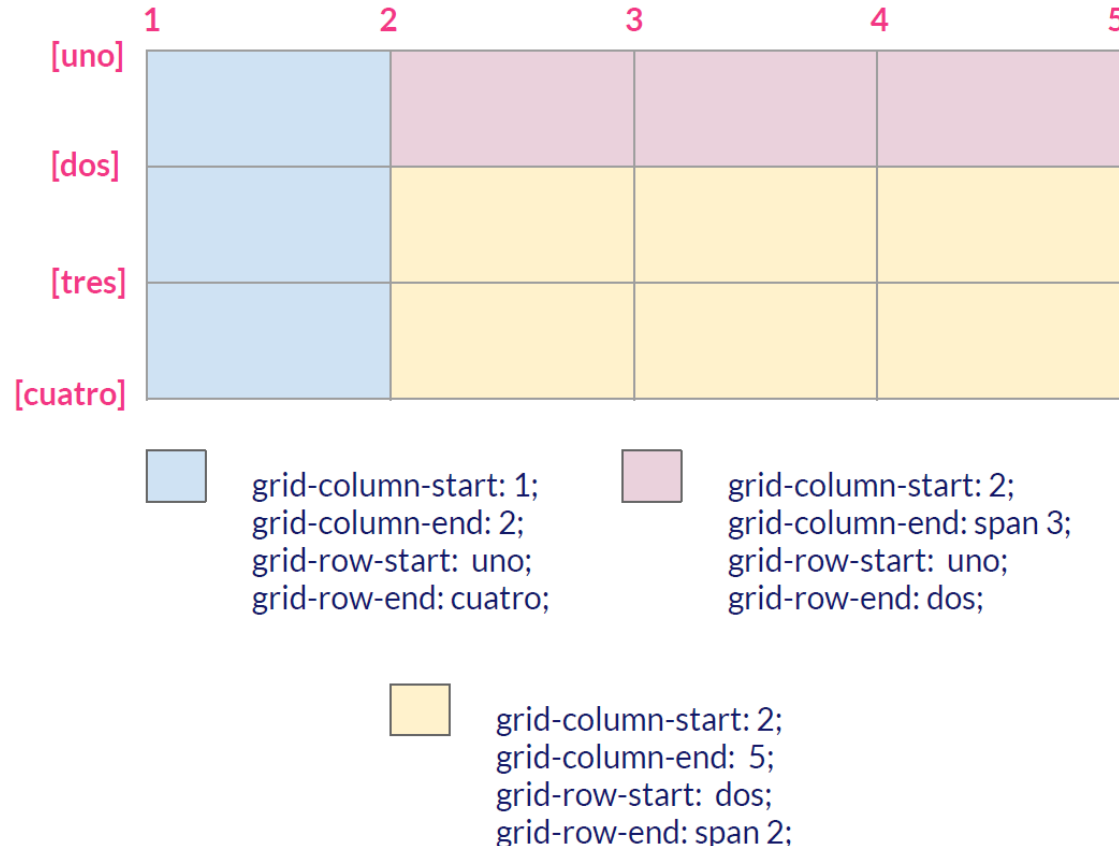 1 2 3 4 5
[uno]
[dos]
[tres]
[cuatro]
grid-column-start: 1;
grid-column-end: 2;
grid-row-start: uno;
grid-row-end: cuatro;
grid-column-start: 2;
grid-column-end: span 3;
grid-row-start: uno;
grid-row-end: dos;
grid-column-start: 2;
grid-column-end: 5;
grid-row-start: dos;
grid-row-end: span 2;